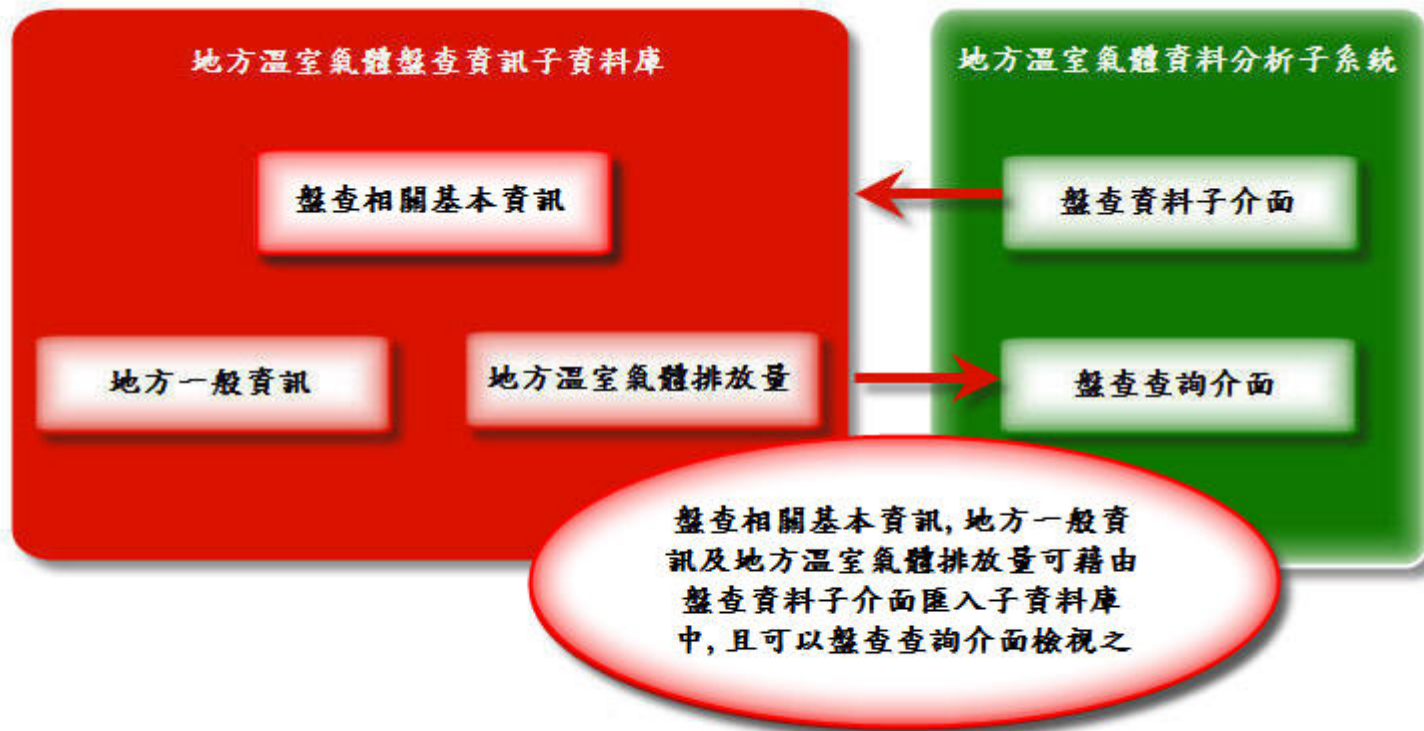 地方溫室氣體盤查資訊子資料庫
盤查相關基本資訊
地方一般資訊
地方溫室氣體排放量
地方溫室氣體資料分析子系統
盤查資料子介面
盤查查詢介面
盤查相關基本資訊, 地方一般資
訊及地方溫室氣體排放量可藉由
盤查資料子介面匯入子資料庫
中, 且可以盤查查詢介面檢視之